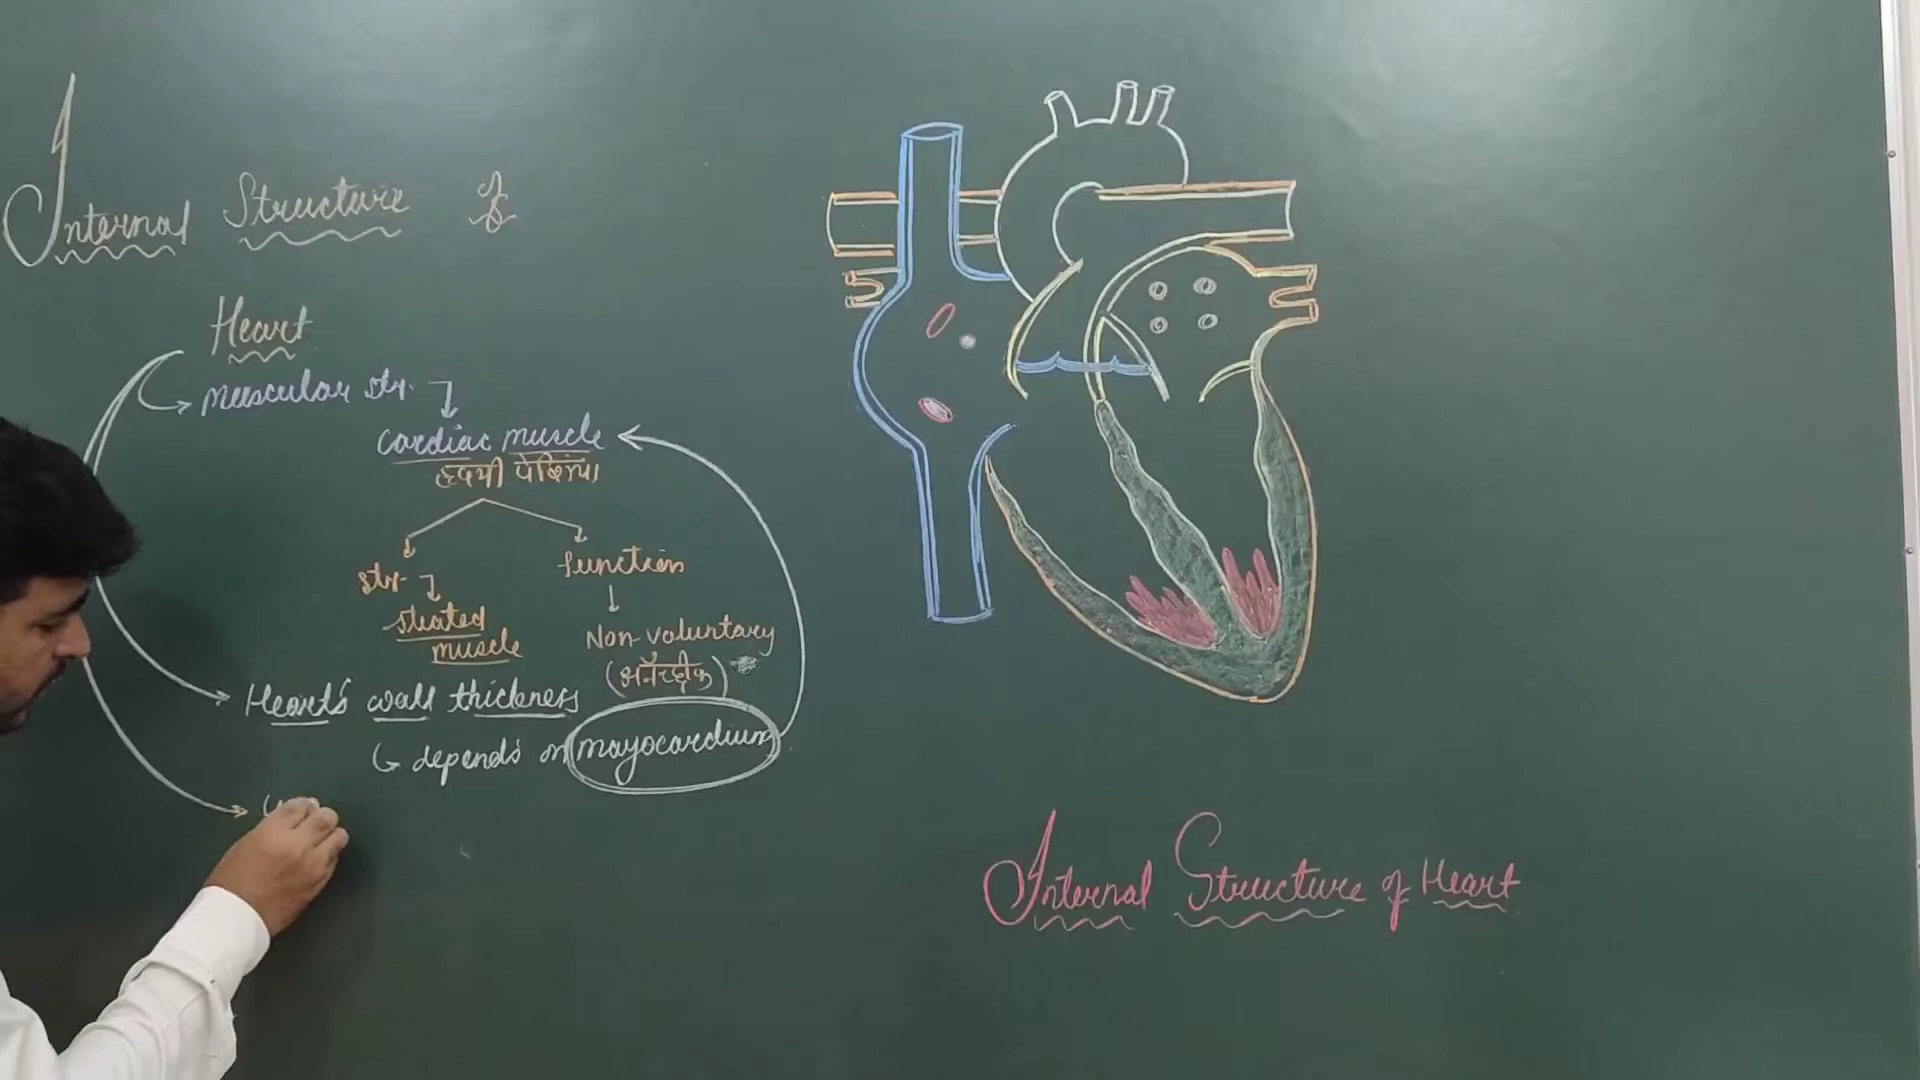 Internal Structure of
Heart
muscular str.
cardiac muscle
हृदयी पेशियां
str.
function
striated
muscle
Non-voluntary
(अनैच्छीक)
Heart's wall thickness
depends on mayocardium
Internal Structure of Heart